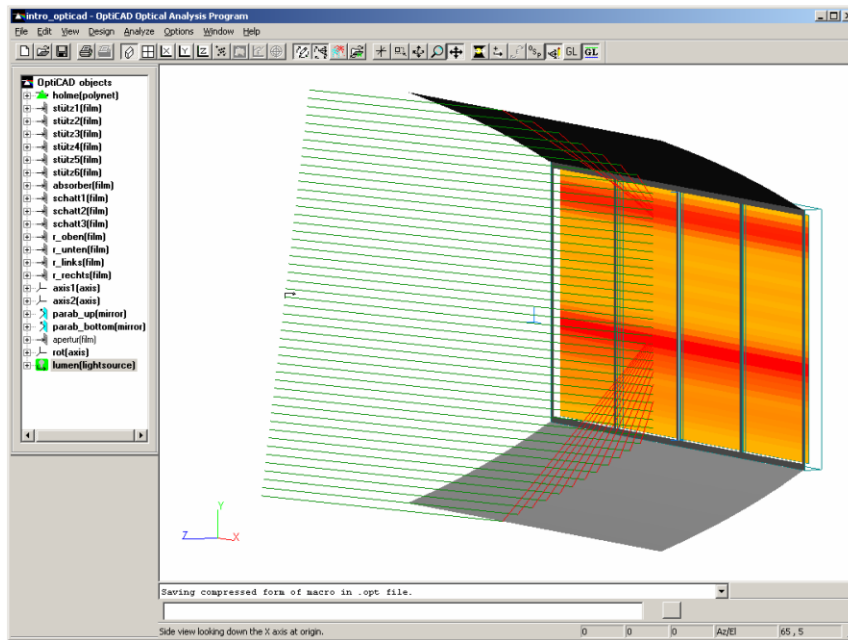 intro_opticad - OptiCAD Optical Analysis Program
File Edit View Design Analyze Options Window Help
X Y Z %P GL GL
OptiCAD objects
holme(polynet)
stütz1(film)
stütz2(film)
stütz3(film)
stütz4(film)
stütz5(film)
stütz6(film)
absorber(film)
schatt1(film)
schatt2(film)
schatt3(film)
r_oben(film)
r_unten(film)
r_links(film)
r_rechts(film)
axis1(axis)
axis2(axis)
parab_up(mirror)
parab_bottom(mirror)
apertur(film)
rot(axis)
lumen(lightsource)
Y
Z X
Saving compressed form of macro in .opt file.
Side view looking down the X axis at origin. 0 0 0 Az/El 65 , 5